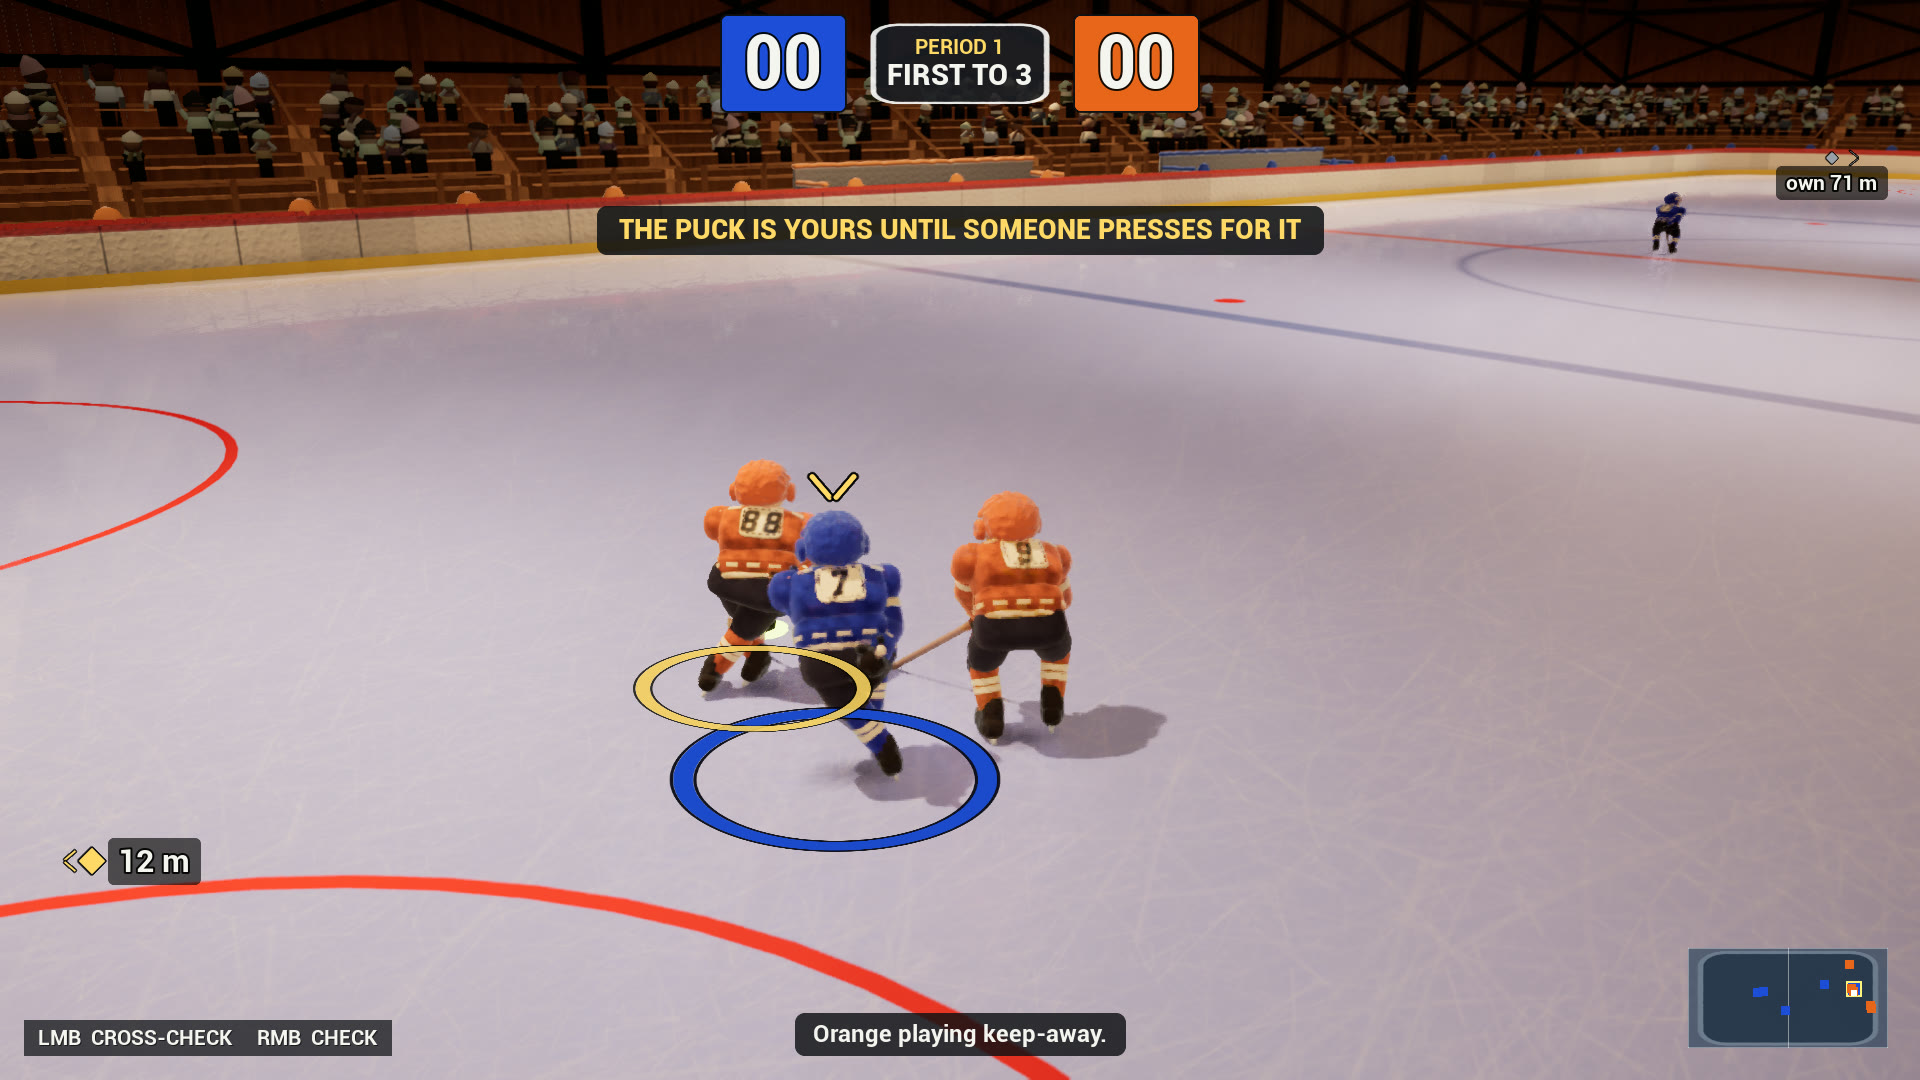 00
PERIOD 1
FIRST TO 3
00
own 71 m
THE PUCK IS YOURS UNTIL SOMEONE PRESSES FOR IT
88
7
9
12 m
LMB CROSS-CHECK RMB CHECK
Orange playing keep-away.